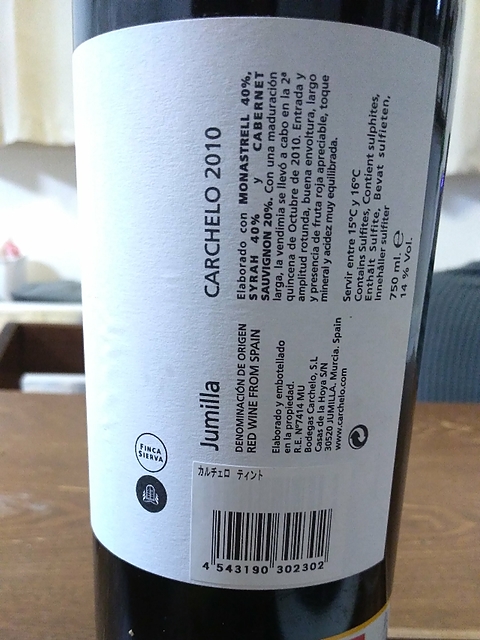 CARCHELO 2010
Elaborado con MONASTRELL 40%,
SYRAH 40% y CABERNET
SAUVIGNON 20%. Con una maduración
larga, la vendimia se llevó a cabo en la 2ª
quincena de Octubre de 2010. Entrada y
amplitud rotunda, buena envoltura, largo
y presencia de fruta roja apreciable, toque
mineral y acidez muy equilibrada.
Servir entre 15ºC y 16ºC
Contains Sulfites, Contient sulphites,
Enthält Sulfite, Bevat sulfieten,
Innehåller sulfiter
750 ml. ℮
14 % Vol.
Jumilla
DENOMINACIÓN DE ORIGEN
RED WINE FROM SPAIN
Elaborado y embotellado
en la propiedad.
R.E. Nº7414 MU
Bodegas Carchelo, S.L
Casas de la Hoya S/N
30520 JUMILLA. Murcia. Spain
www.carchelo.com
FINCA
SIERVA
カルチェロ ティント
4 543190 302302